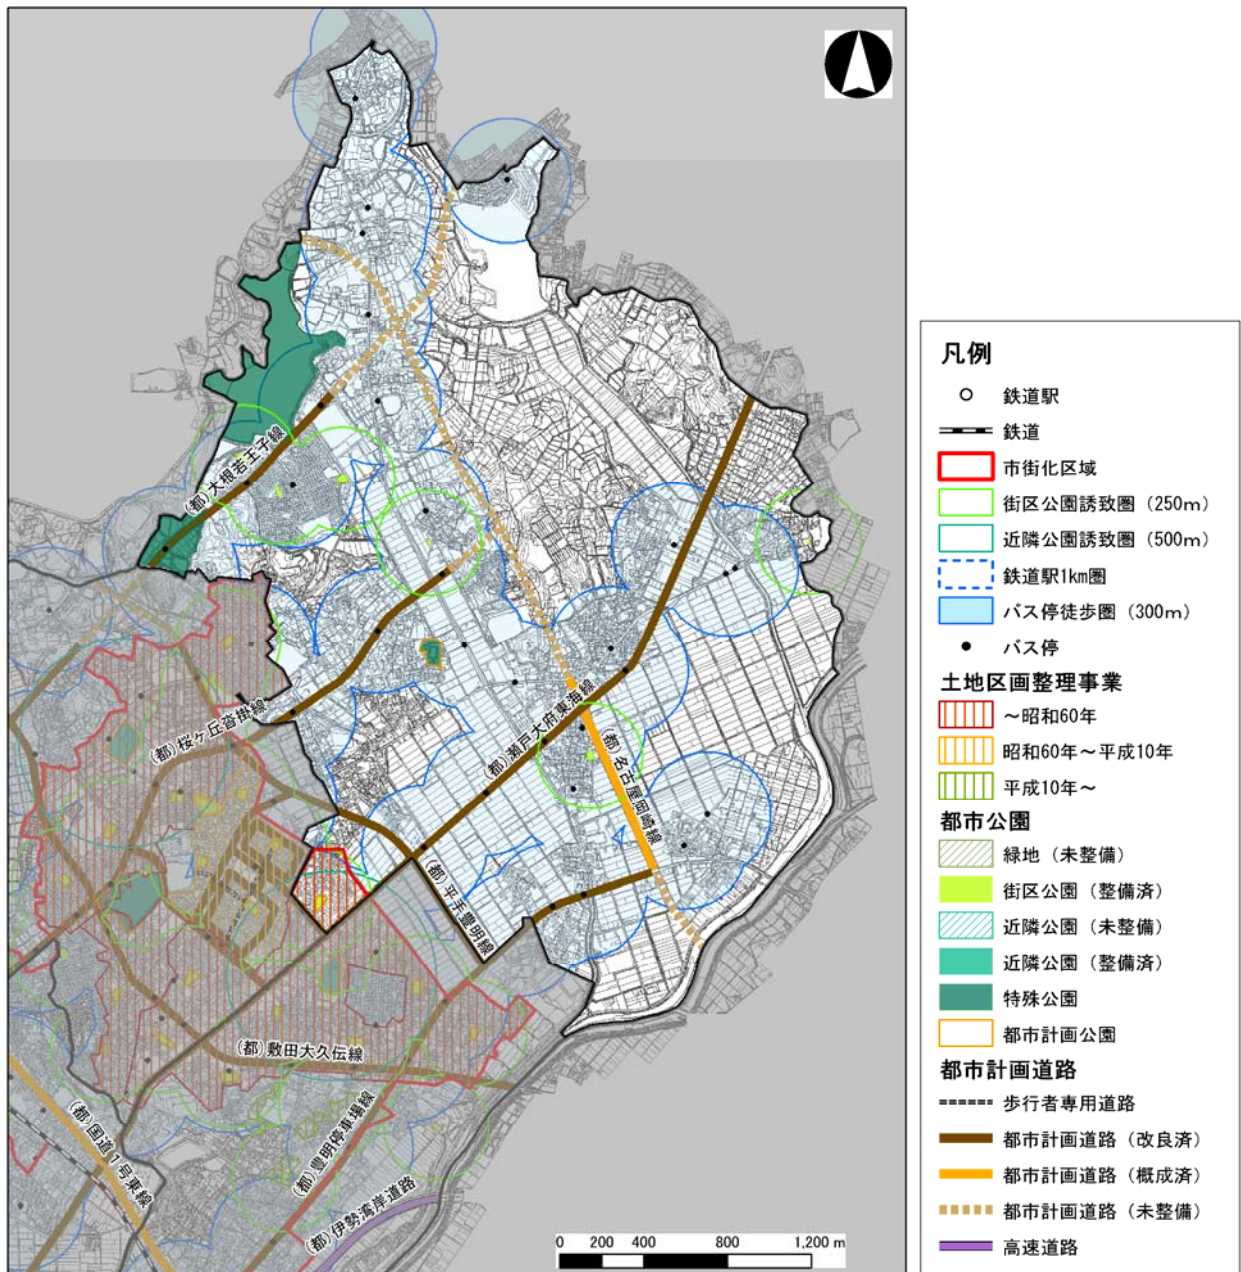 (都)大根若王子線
(都)桜ヶ丘沓掛線
(都)瀬戸大府東海線
(都)名古屋岡崎線
(都)平手豊明線
(都)敷田大久伝線
(都)国道1号東線
(都)豊明停車場線
(都)伊勢湾岸道路
0 200 400 800 1,200 m
凡例
鉄道駅
鉄道
市街化区域
街区公園誘致圏(250m)
近隣公園誘致圏(500m)
鉄道駅1km圏
バス停徒歩圏(300m)
バス停
土地区画整理事業
～昭和60年
昭和60年～平成10年
平成10年～
都市公園
緑地(未整備)
街区公園(整備済)
近隣公園(未整備)
近隣公園(整備済)
特殊公園
都市計画公園
都市計画道路
歩行者専用道路
都市計画道路(改良済)
都市計画道路(概成済)
都市計画道路(未整備)
高速道路